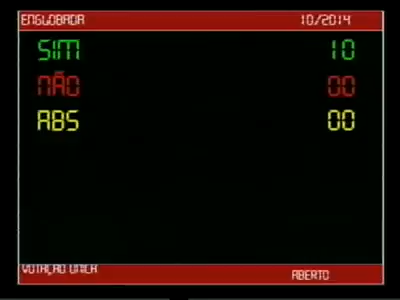 ENGLOBADA 10/2014
SIM 10
NÃO 00
ABS 00
VOTAÇÃO ÚNICA
ABERTO